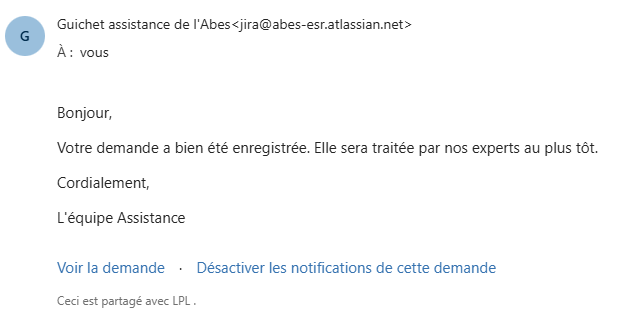 G
Guichet assistance de l'Abes<jira@abes-esr.atlassian.net>
À : vous
Bonjour,
Votre demande a bien été enregistrée. Elle sera traitée par nos experts au plus tôt.
Cordialement,
L'équipe Assistance
Voir la demande · Désactiver les notifications de cette demande
Ceci est partagé avec LPL .